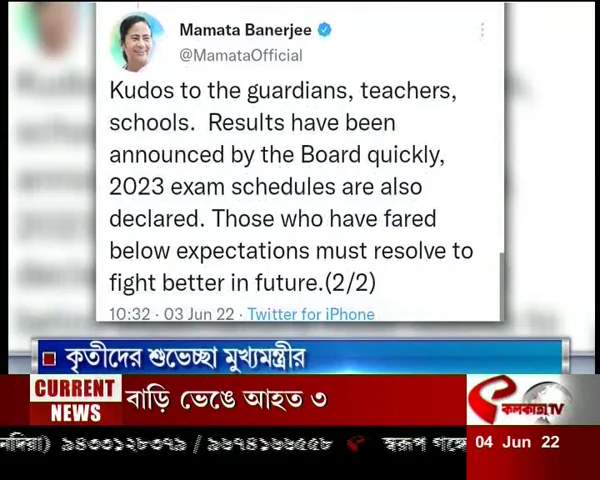 Mamata Banerjee
@MamataOfficial
Kudos to the guardians, teachers,
schools. Results have been
announced by the Board quickly,
2023 exam schedules are also
declared. Those who have fared
below expectations must resolve to
fight better in future.(2/2)
10:32 · 03 Jun 22 · Twitter for iPhone
কৃতীদের শুভেচ্ছা মুখ্যমন্ত্রীর
CURRENT
NEWS
বাড়ি ভেঙে আহত ৩
কলকাতা TV
নদিয়া) ৯৪৩৩১২৮৩৭৯ / ৯৬৭৪১৬৬৫৫৮ স্বরূপ
04 Jun 22